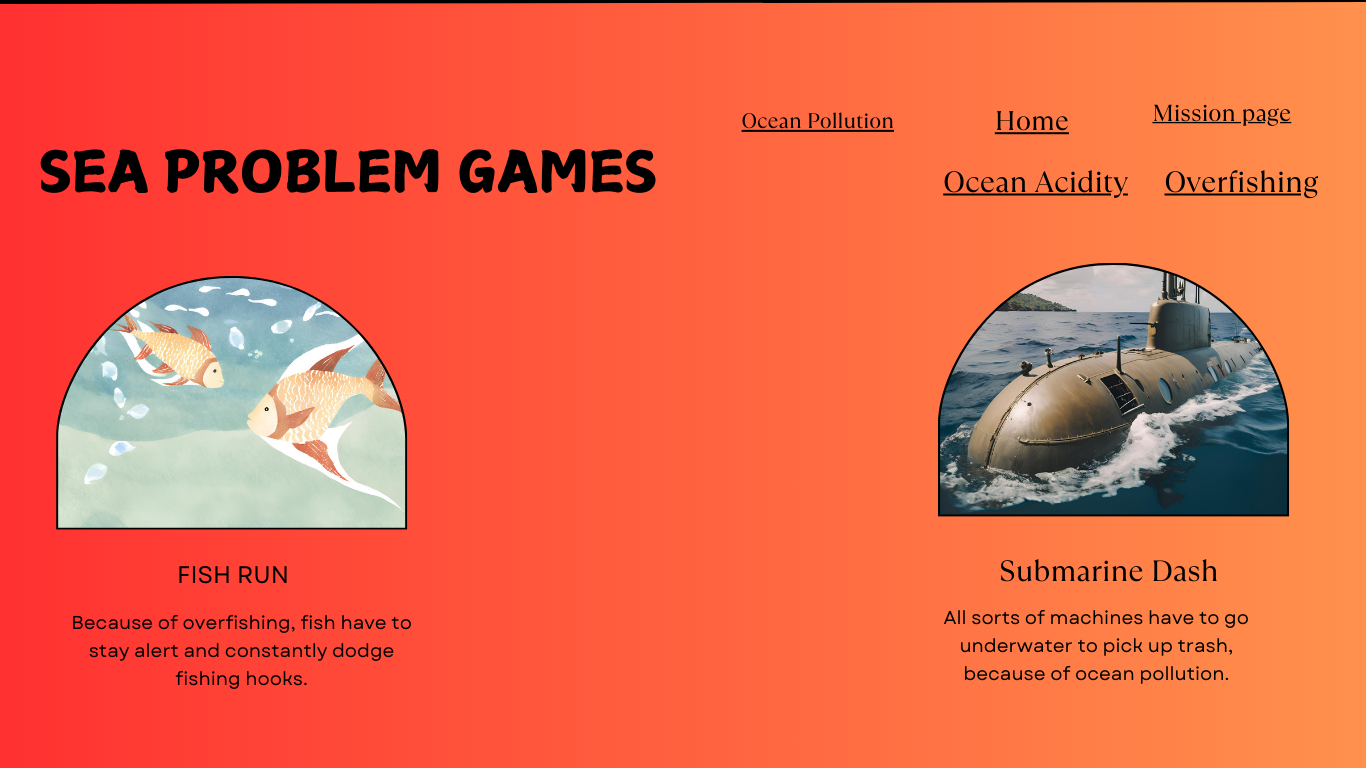 Ocean Pollution
Home
Mission page
SEA PROBLEM GAMES
Ocean Acidity
Overfishing
FISH RUN
Because of overfishing, fish have to
stay alert and constantly dodge
fishing hooks.
Submarine Dash
All sorts of machines have to go
underwater to pick up trash,
because of ocean pollution.